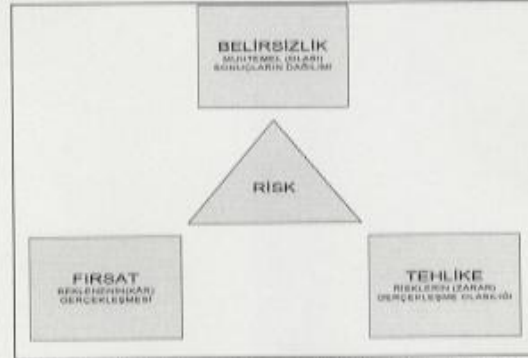 BELİRSİZLİK
MUHTEMEL (OLASI)
SONUÇLARIN DAĞILIMI
RİSK
FIRSAT
BEKLENENİN(KÂR)
GERÇEKLEŞMESİ
TEHLİKE
RİSKLERİN (ZARAR)
GERÇEKLEŞME OLASILIĞI